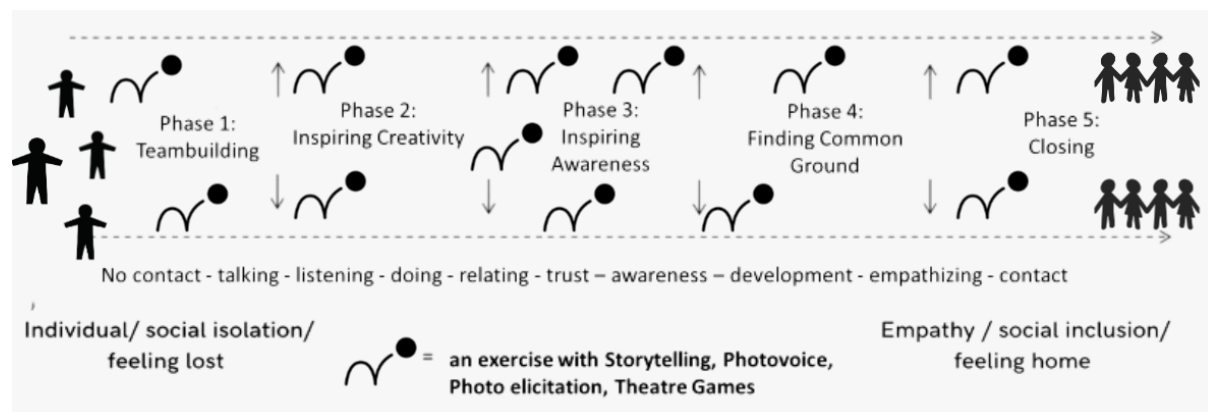 Phase 1:
Teambuilding
Phase 2:
Inspiring Creativity
Phase 3:
Inspiring
Awareness
Phase 4:
Finding Common
Ground
Phase 5:
Closing
No contact - talking - listening - doing - relating - trust – awareness – development - empathizing - contact
,
Individual/ social isolation/
feeling lost
= an exercise with Storytelling, Photovoice,
Photo elicitation, Theatre Games
Empathy / social inclusion/
feeling home